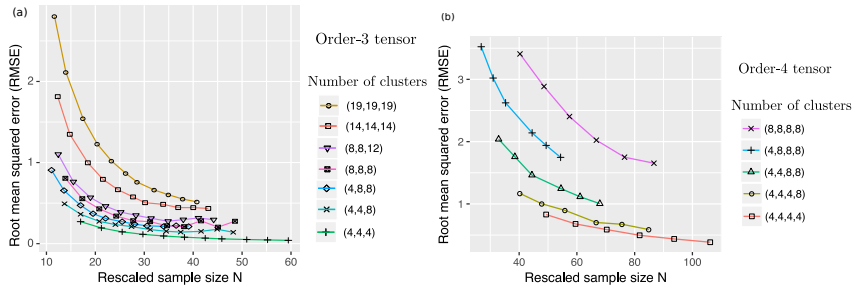 (a)
Root mean squared error (RMSE)
2
1
0
10
20
30
40
50
60
Rescaled sample size N
Order-3 tensor
Number of clusters
(19,19,19)
(14,14,14)
(8,8,12)
(8,8,8)
(4,8,8)
(4,4,8)
(4,4,4)
(b)
Root mean squared error (RMSE)
3
2
1
40
60
80
100
Rescaled sample size N
Order-4 tensor
Number of clusters
(8,8,8,8)
(4,8,8,8)
(4,4,8,8)
(4,4,4,8)
(4,4,4,4)